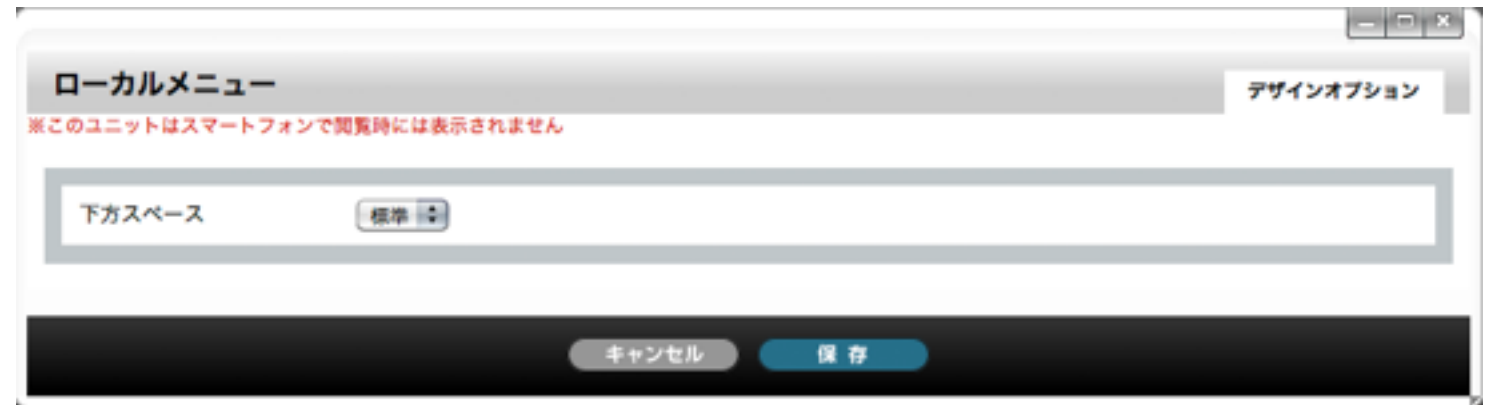 ローカルメニュー
デザインオプション
※このユニットはスマートフォンで閲覧時には表示されません
下方スペース 標準
キャンセル 保存